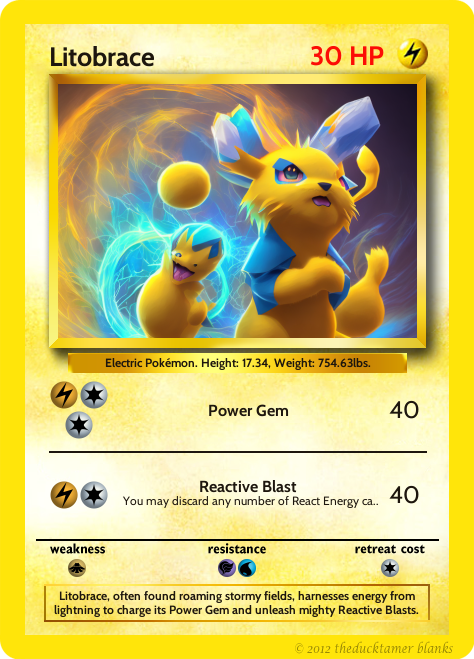 Litobrace
30 HP
Electric Pokémon. Height: 17.34, Weight: 754.63lbs.
Power Gem
40
Reactive Blast
You may discard any number of React Energy ca..
40
weakness
resistance
retreat cost
Litobrace, often found roaming stormy fields, harnesses energy from
lightning to charge its Power Gem and unleash mighty Reactive Blasts.
© 2012 theducktamer blanks